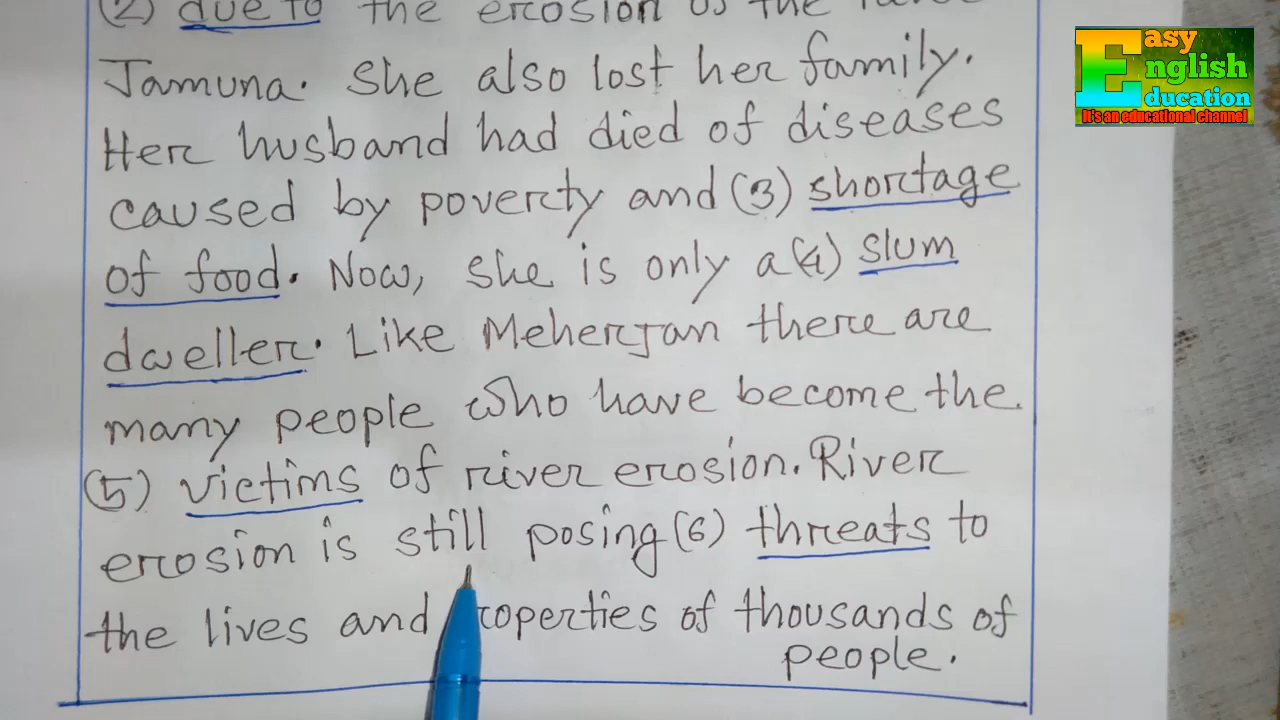 (2) due to the erosion of the
Jamuna. She also lost her family.
Her husband had died of diseases
caused by poverty and (3) shortage
of food. Now, she is only a (4) slum
dweller. Like Meherjan there are
many people who have become the
(5) victims of river erosion. River
erosion is still posing (6) threats to
the lives and properties of thousands of
people.
Easy
English
Education
It's an educational channel